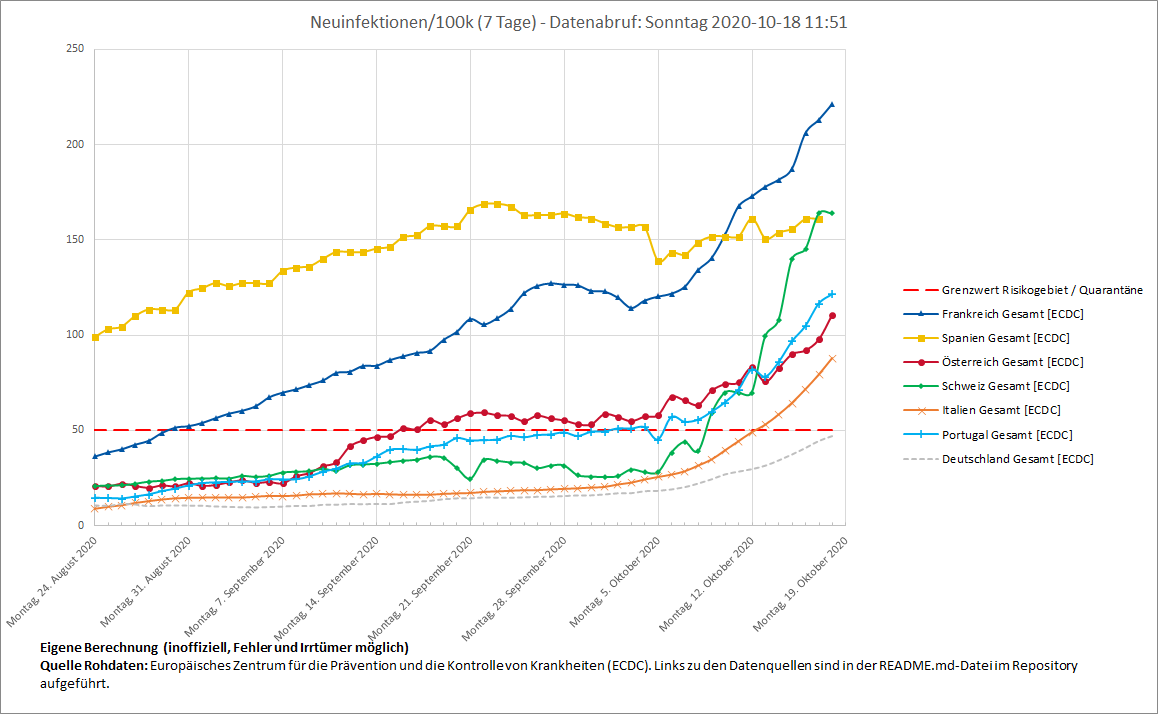 Neuinfektionen/100k (7 Tage) - Datenabruf: Sonntag 2020-10-18 11:51
250
200
150
100
50
0
Montag, 24. August 2020
Montag, 31. August 2020
Montag, 7. September 2020
Montag, 14. September 2020
Montag, 21. September 2020
Montag, 28. September 2020
Montag, 5. Oktober 2020
Montag, 12. Oktober 2020
Montag, 19. Oktober 2020
Grenzwert Risikogebiet / Quarantäne
Frankreich Gesamt [ECDC]
Spanien Gesamt [ECDC]
Österreich Gesamt [ECDC]
Schweiz Gesamt [ECDC]
Italien Gesamt [ECDC]
Portugal Gesamt [ECDC]
Deutschland Gesamt [ECDC]
Eigene Berechnung (inoffiziell, Fehler und Irrtümer möglich)
Quelle Rohdaten: Europäisches Zentrum für die Prävention und die Kontrolle von Krankheiten (ECDC). Links zu den Datenquellen sind in der README.md-Datei im Repository
aufgeführt.